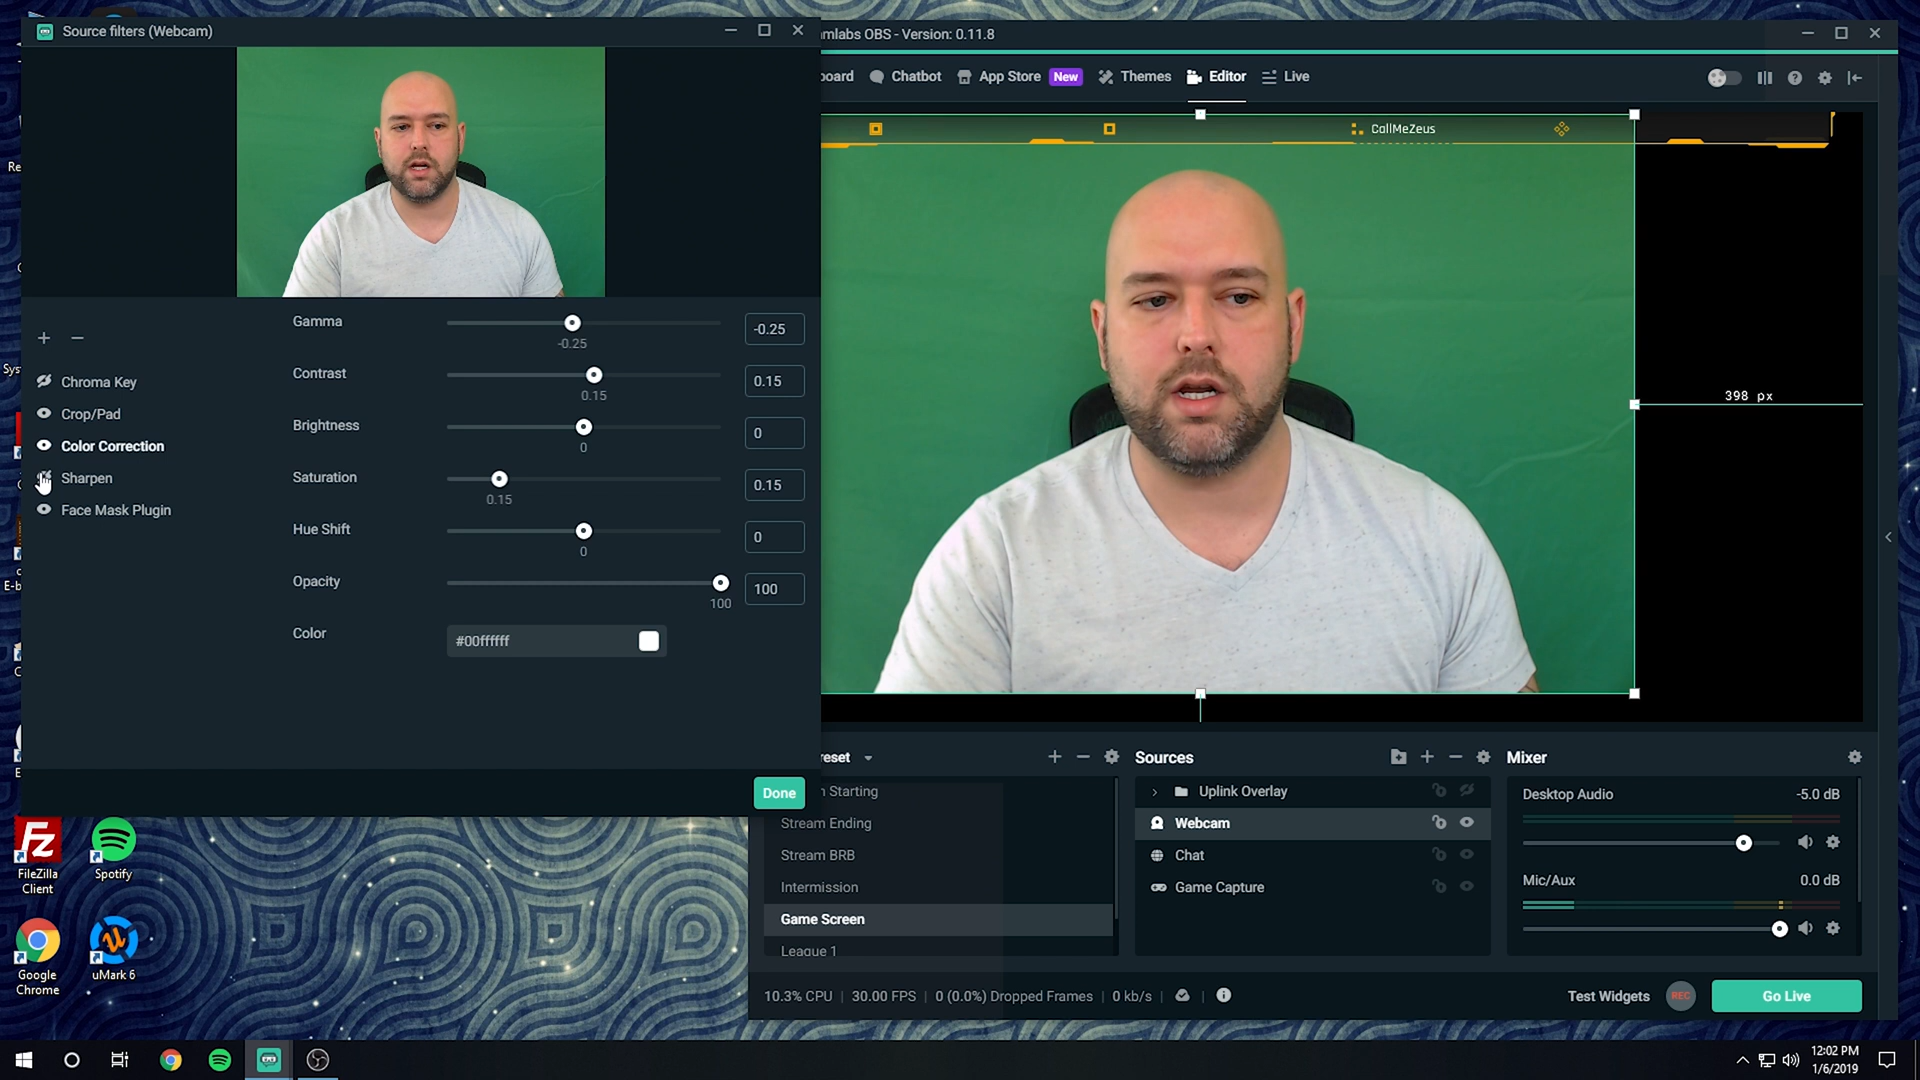 Source filters (Webcam)
mlabs OBS - Version: 0.11.8
board
Chatbot
App Store
New
Themes
Editor
Live
CallMeZeus
398 px
Gamma
-0.25
-0.25
Contrast
0.15
0.15
Brightness
0
0
Saturation
0.15
0.15
Hue Shift
0
0
Opacity
100
100
Color
#00ffffff
Chroma Key
Crop/Pad
Color Correction
Sharpen
Face Mask Plugin
Done
reset
Starting
Stream Ending
Stream BRB
Intermission
Game Screen
League 1
Sources
Uplink Overlay
Webcam
Chat
Game Capture
Mixer
Desktop Audio
-5.0 dB
Mic/Aux
0.0 dB
10.3% CPU | 30.00 FPS | 0 (0.0%) Dropped Frames | 0 kb/s
Test Widgets
REC
Go Live
Re
Sys
E-b
FileZilla
Client
Spotify
Google
Chrome
uMark 6
12:02 PM
1/6/2019